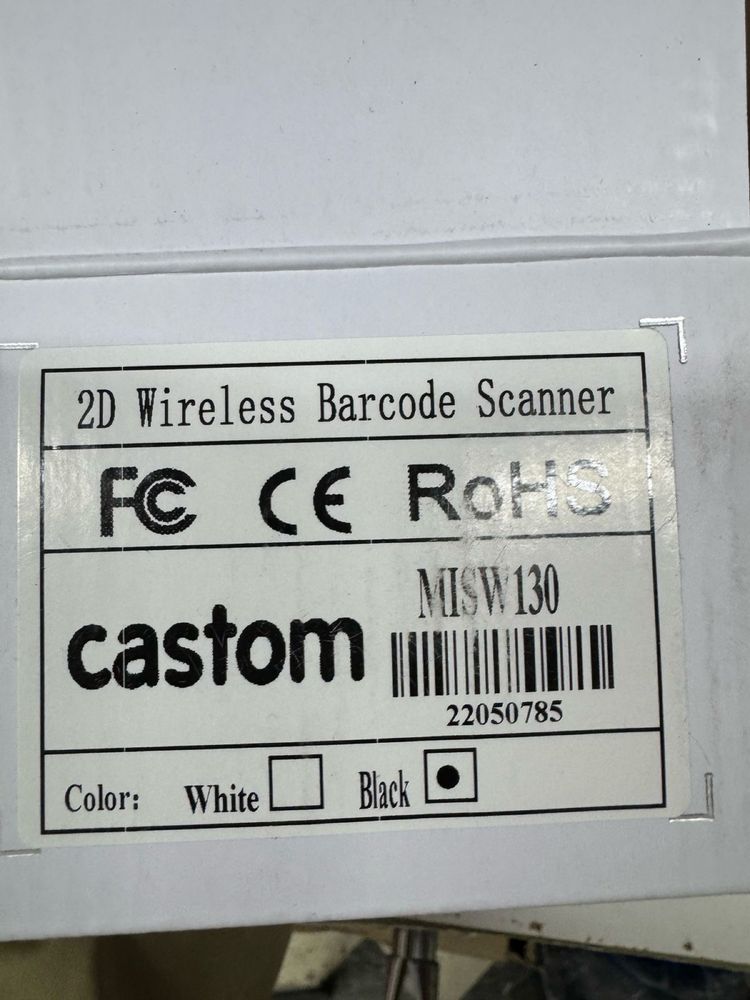 2D Wireless Barcode Scanner
FC CE RoHS
castom
MISW130
22050785
Color: White Black